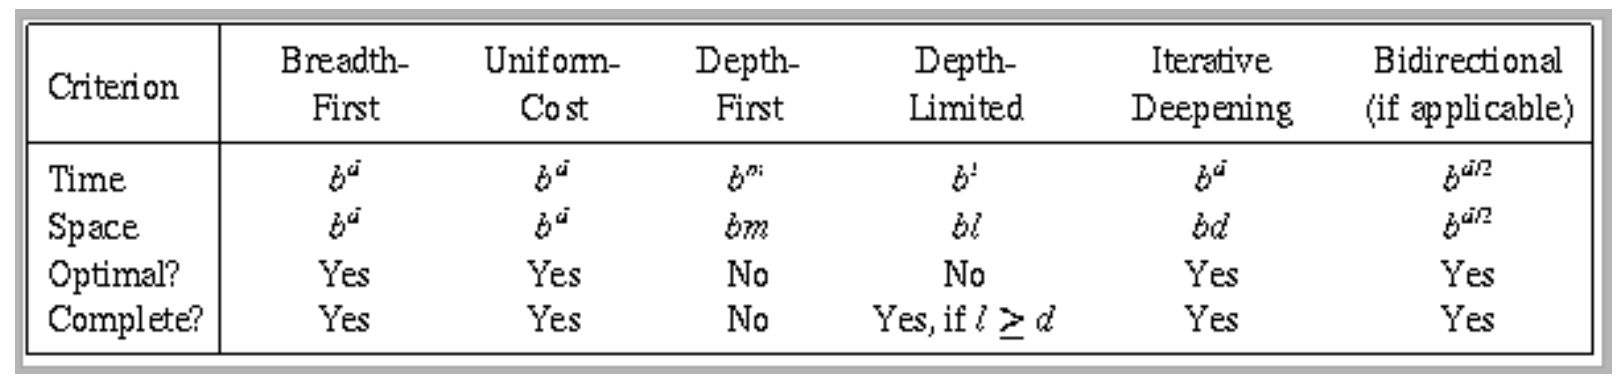 Criterion Breadth-First Uniform-Cost Depth-First Depth-Limited Iterative Deepening Bidirectional (if applicable)
Time b^d b^d b^m b^l b^d b^{d/2}
Space b^d b^d bm bl bd b^{d/2}
Optimal? Yes Yes No No Yes Yes
Complete? Yes Yes No Yes, if l ≥ d Yes Yes